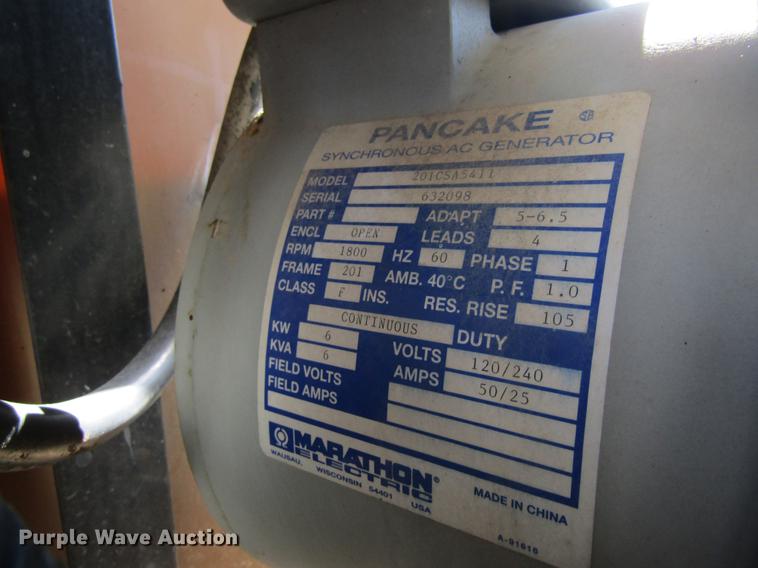 PANCAKE
SYNCHRONOUS AC GENERATOR
MODEL 201CSA5411
SERIAL 632098
PART # ADAPT 5-6.5
ENCL OPEN LEADS 4
RPM 1800 HZ 60 PHASE 1
FRAME 201 AMB. 40°C P. F. 1.0
CLASS F INS. RES. RISE 105
CONTINUOUS DUTY
KW 6 VOLTS 120/240
KVA 6 AMPS 50/25
FIELD VOLTS
FIELD AMPS
MARATHON®
ELECTRIC
WAUSAU, WISCONSIN 54401 USA
MADE IN CHINA
A-91616
Purple Wave Auction®